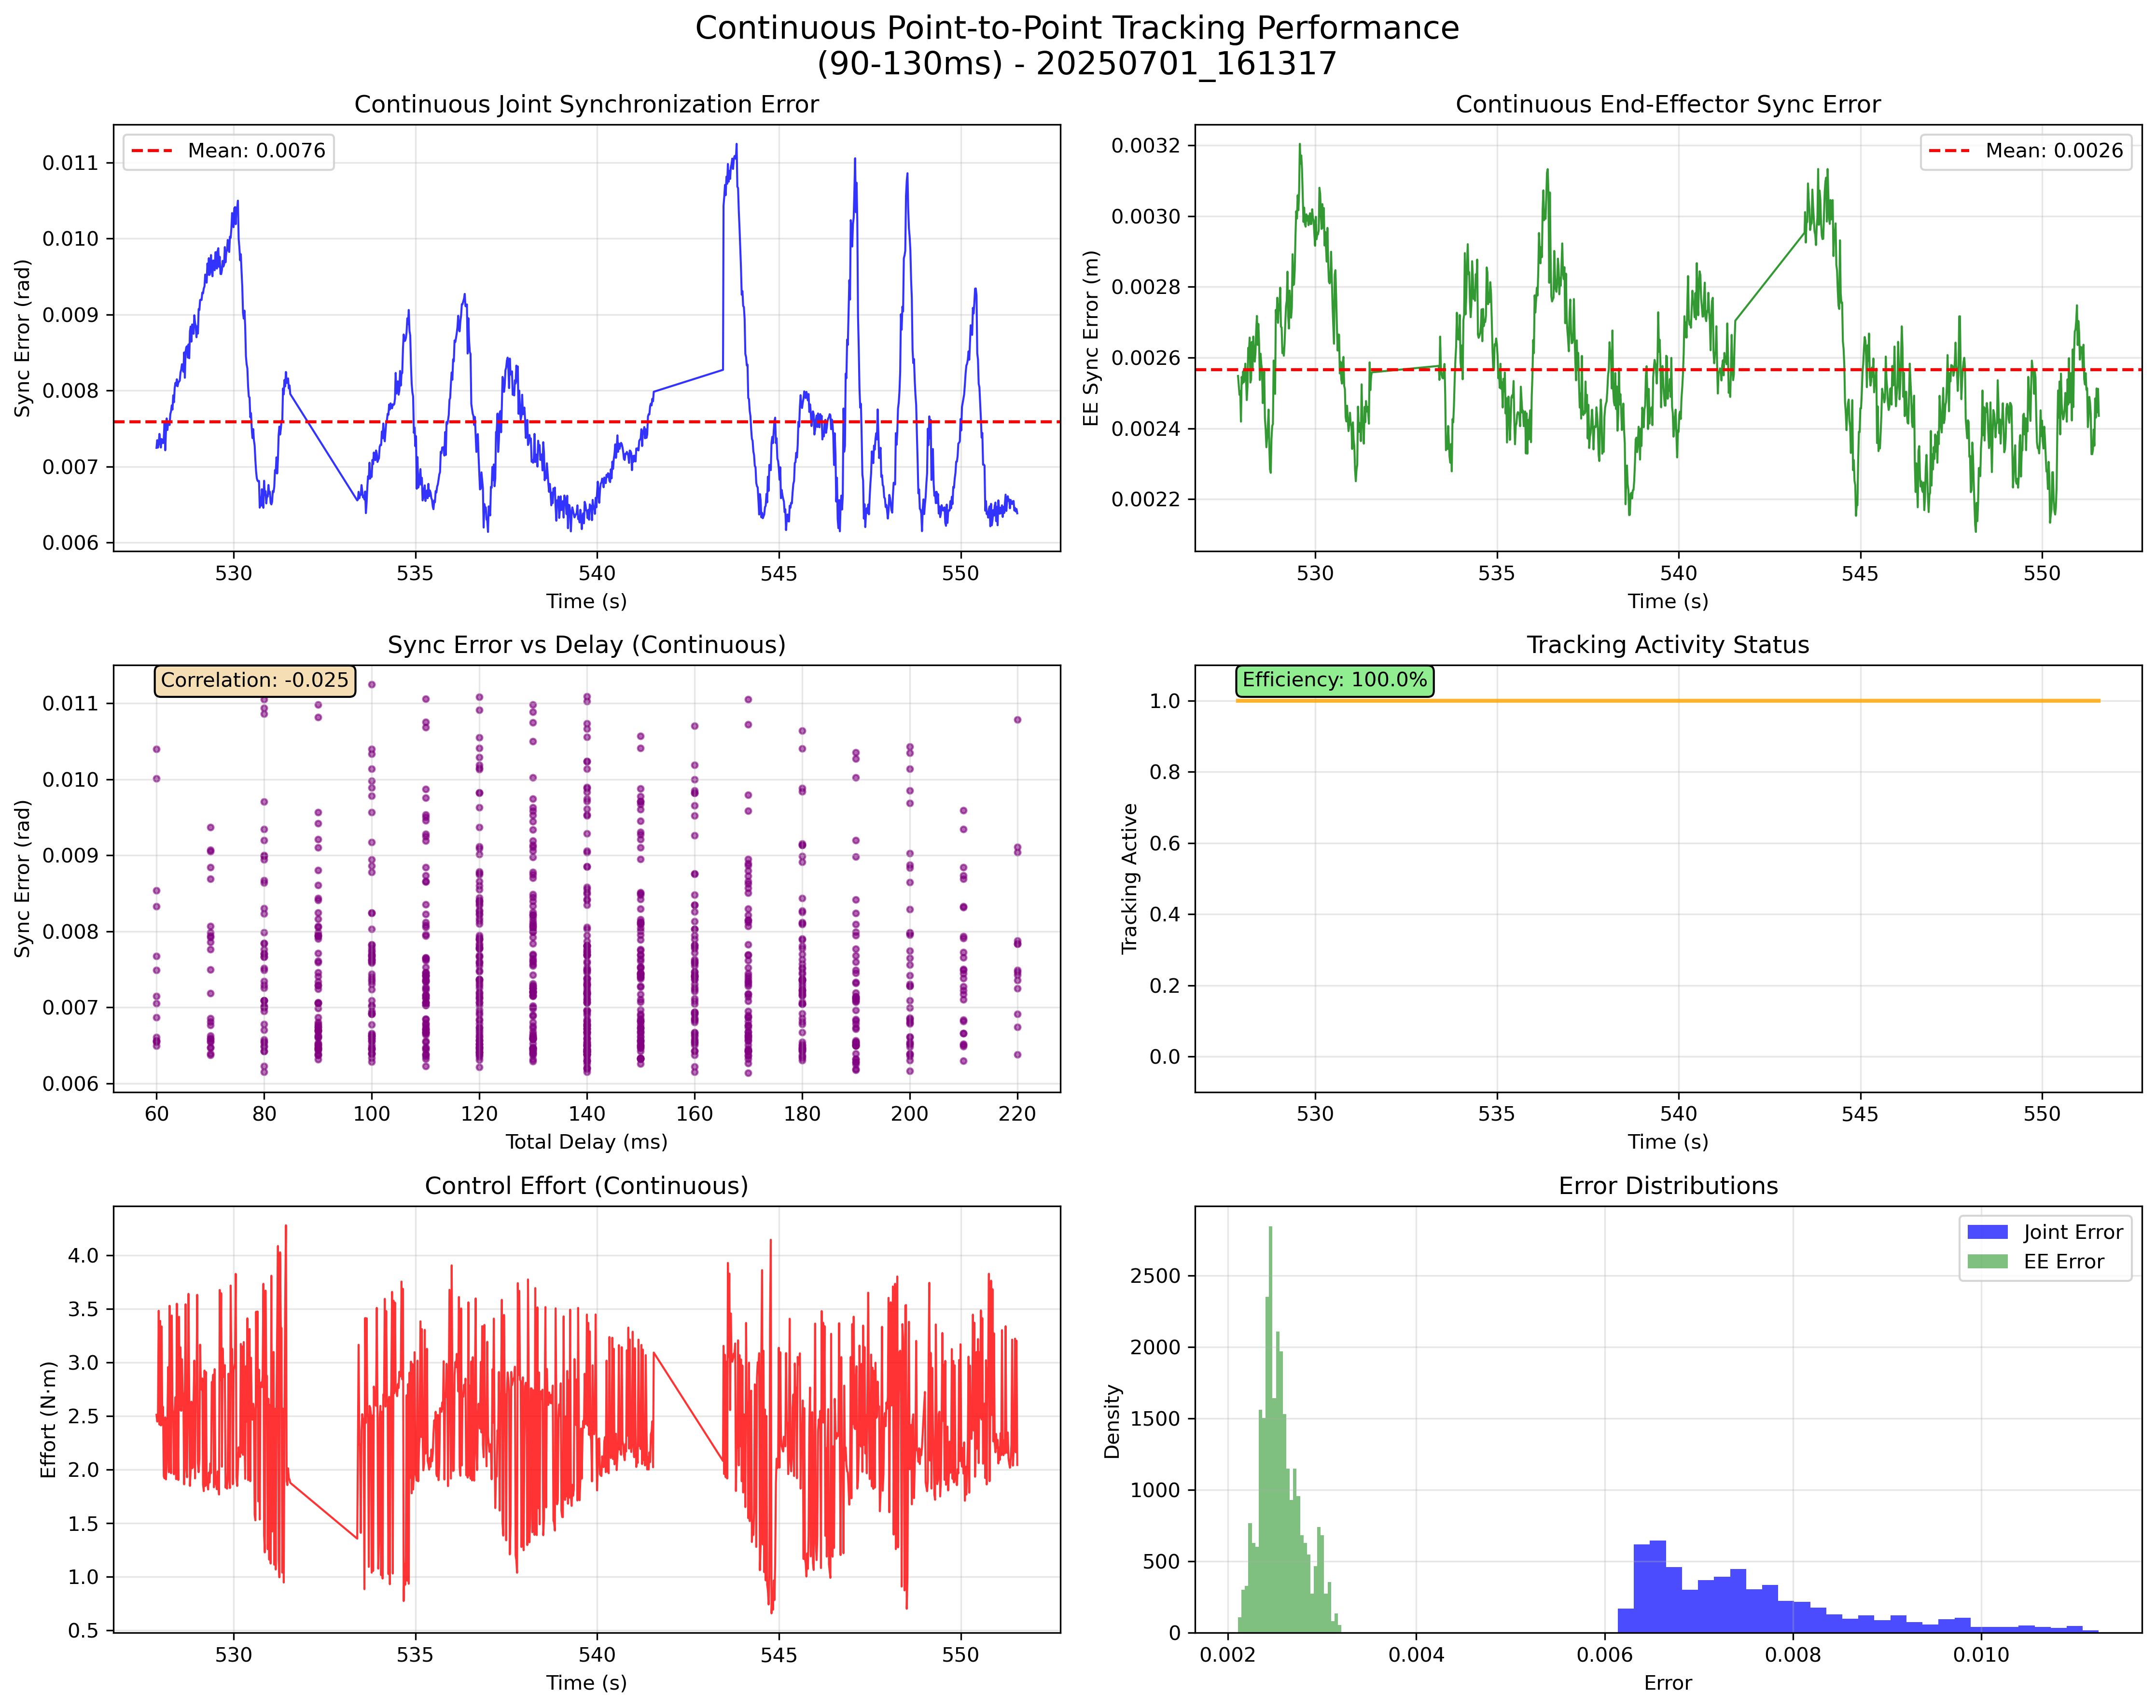 Continuous Point-to-Point Tracking Performance
(90-130ms) - 20250701_161317
Continuous Joint Synchronization Error
Mean: 0.0076
Sync Error (rad)
0.011
0.010
0.009
0.008
0.007
0.006
530
535
540
545
550
Time (s)
Continuous End-Effector Sync Error
Mean: 0.0026
EE Sync Error (m)
0.0032
0.0030
0.0028
0.0026
0.0024
0.0022
530
535
540
545
550
Time (s)
Sync Error vs Delay (Continuous)
Correlation: -0.025
Sync Error (rad)
0.011
0.010
0.009
0.008
0.007
0.006
60
80
100
120
140
160
180
200
220
Total Delay (ms)
Tracking Activity Status
Efficiency: 100.0%
Tracking Active
1.0
0.8
0.6
0.4
0.2
0.0
530
535
540
545
550
Time (s)
Control Effort (Continuous)
Effort (N·m)
4.0
3.5
3.0
2.5
2.0
1.5
1.0
0.5
530
535
540
545
550
Time (s)
Error Distributions
Joint Error
EE Error
Density
2500
2000
1500
1000
500
0
0.002
0.004
0.006
0.008
0.010
Error